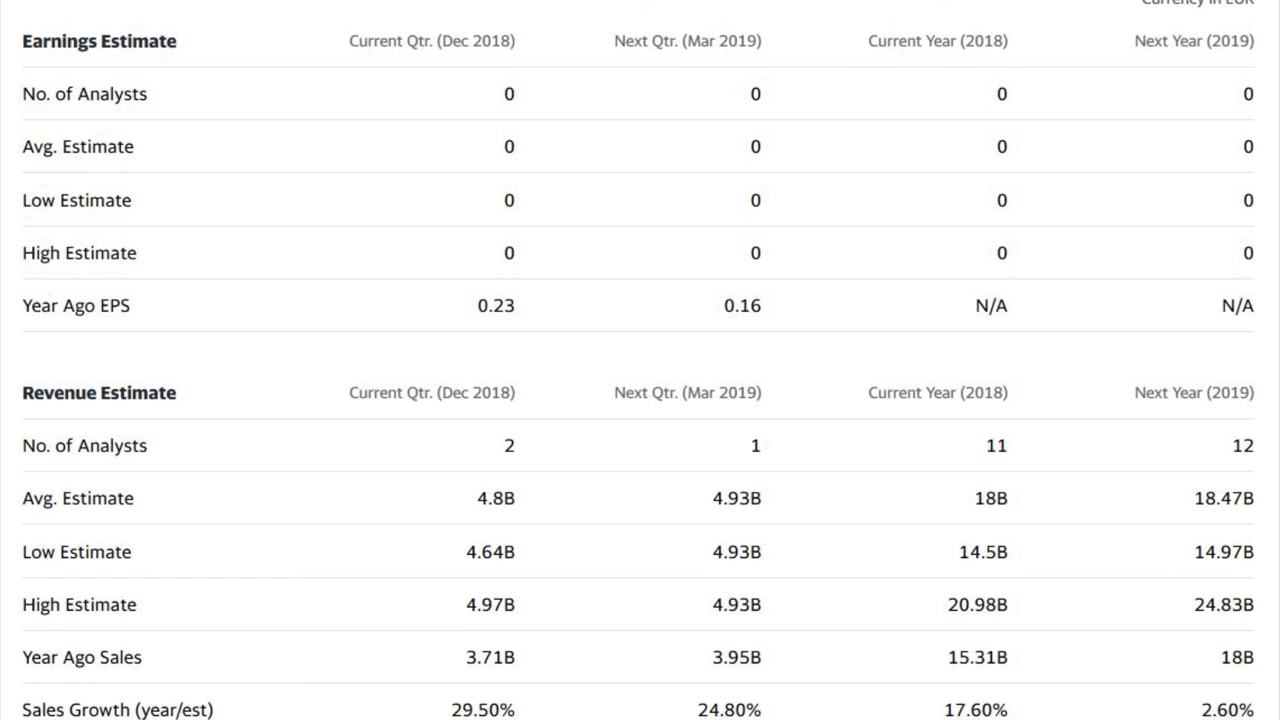 Currency in EUR
Earnings Estimate Current Qtr. (Dec 2018) Next Qtr. (Mar 2019) Current Year (2018) Next Year (2019)
No. of Analysts 0 0 0 0
Avg. Estimate 0 0 0 0
Low Estimate 0 0 0 0
High Estimate 0 0 0 0
Year Ago EPS 0.23 0.16 N/A N/A
Revenue Estimate Current Qtr. (Dec 2018) Next Qtr. (Mar 2019) Current Year (2018) Next Year (2019)
No. of Analysts 2 1 11 12
Avg. Estimate 4.8B 4.93B 18B 18.47B
Low Estimate 4.64B 4.93B 14.5B 14.97B
High Estimate 4.97B 4.93B 20.98B 24.83B
Year Ago Sales 3.71B 3.95B 15.31B 18B
Sales Growth (year/est) 29.50% 24.80% 17.60% 2.60%